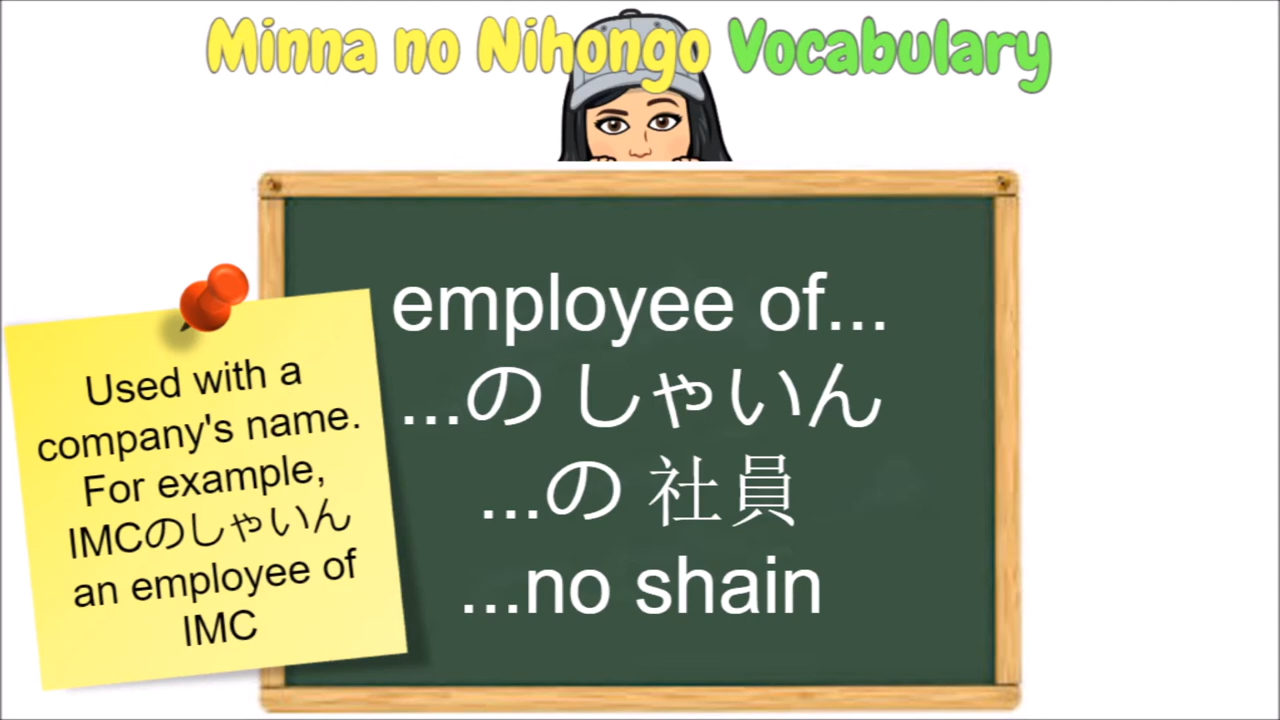 Minna no Nihongo Vocabulary
employee of...
...の しゃいん
...の 社員
...no shain
Used with a
company's name.
For example,
IMCのしゃいん
an employee of
IMC